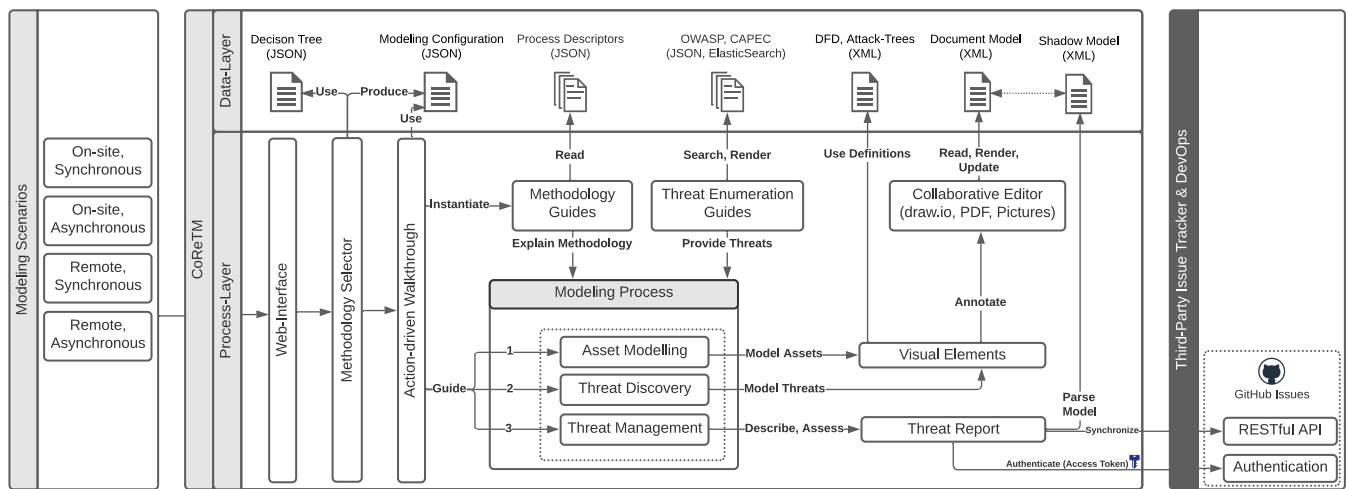 Modeling Scenarios
On-site,
Synchronous
On-site,
Asynchronous
Remote,
Synchronous
Remote,
Asynchronous
CoReTM
Data-Layer
Decison Tree
(JSON)
Modeling Configuration
(JSON)
Process Descriptors
(JSON)
OWASP, CAPEC
(JSON, ElasticSearch)
DFD, Attack-Trees
(XML)
Document Model
(XML)
Shadow Model
(XML)
Use
Produce
Use
Process-Layer
Web-Interface
Methodology Selector
Action-driven Walkthrough
Read
Search, Render
Use Definitions
Read, Render,
Update
Instantiate
Methodology
Guides
Threat Enumeration
Guides
Collaborative Editor
(draw.io, PDF, Pictures)
Explain Methodology
Provide Threats
Modeling Process
Annotate
Guide
1
Asset Modelling
Model Assets
Visual Elements
2
Threat Discovery
Model Threats
3
Threat Management
Describe, Assess
Threat Report
Parse
Model
Synchronize
Authenticate (Access Token)
Third-Party Issue Tracker & DevOps
GitHub Issues
RESTful API
Authentication